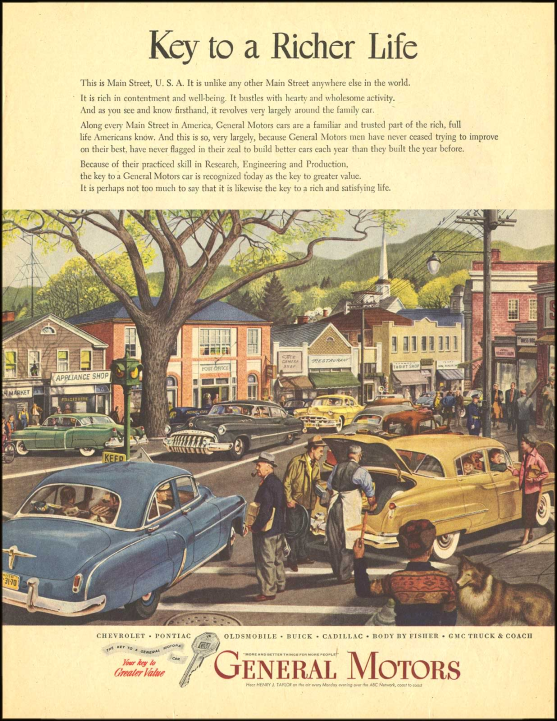 Key to a Richer Life
This is Main Street, U. S. A. It is unlike any other Main Street anywhere else in the world.
It is rich in contentment and well-being. It bustles with hearty and wholesome activity.
And as you see and know firsthand, it revolves very largely around the family car.
Along every Main Street in America, General Motors cars are a familiar and trusted part of the rich, full
life Americans know. And this is so, very largely, because General Motors men have never ceased trying to improve
on their best, have never flagged in their zeal to build better cars each year than they built the year before.
Because of their practiced skill in Research, Engineering and Production,
the key to a General Motors car is recognized today as the key to greater value.
It is perhaps not too much to say that it is likewise the key to a rich and satisfying life.
MARKET
APPLIANCE SHOP
POST OFFICE
RESTAURANT
KEEP
CHEVROLET • PONTIAC • OLDSMOBILE • BUICK • CADILLAC • BODY BY FISHER • GMC TRUCK & COACH
THE KEY TO A GENERAL MOTORS CAR
Your key to
Greater Value
"MORE AND BETTER THINGS FOR MORE PEOPLE"
GENERAL MOTORS
Hear HENRY J. TAYLOR on the air every Monday evening over the ABC Network, coast to coast